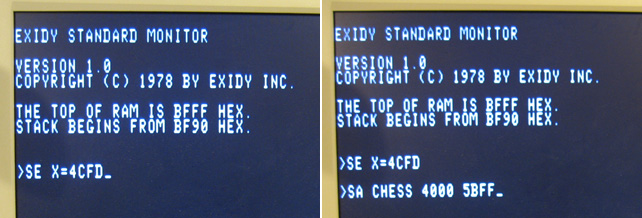 EXIDY STANDARD MONITOR
VERSION 1.0
COPYRIGHT (C) 1978 BY EXIDY INC.
THE TOP OF RAM IS BFFF HEX.
STACK BEGINS FROM BF90 HEX.
>SE X=4CFD_
EXIDY STANDARD MONITOR
VERSION 1.0
COPYRIGHT (C) 1978 BY EXIDY INC.
THE TOP OF RAM IS BFFF HEX.
STACK BEGINS FROM BF90 HEX.
>SE X=4CFD
>SA CHESS 4000 5BFF_